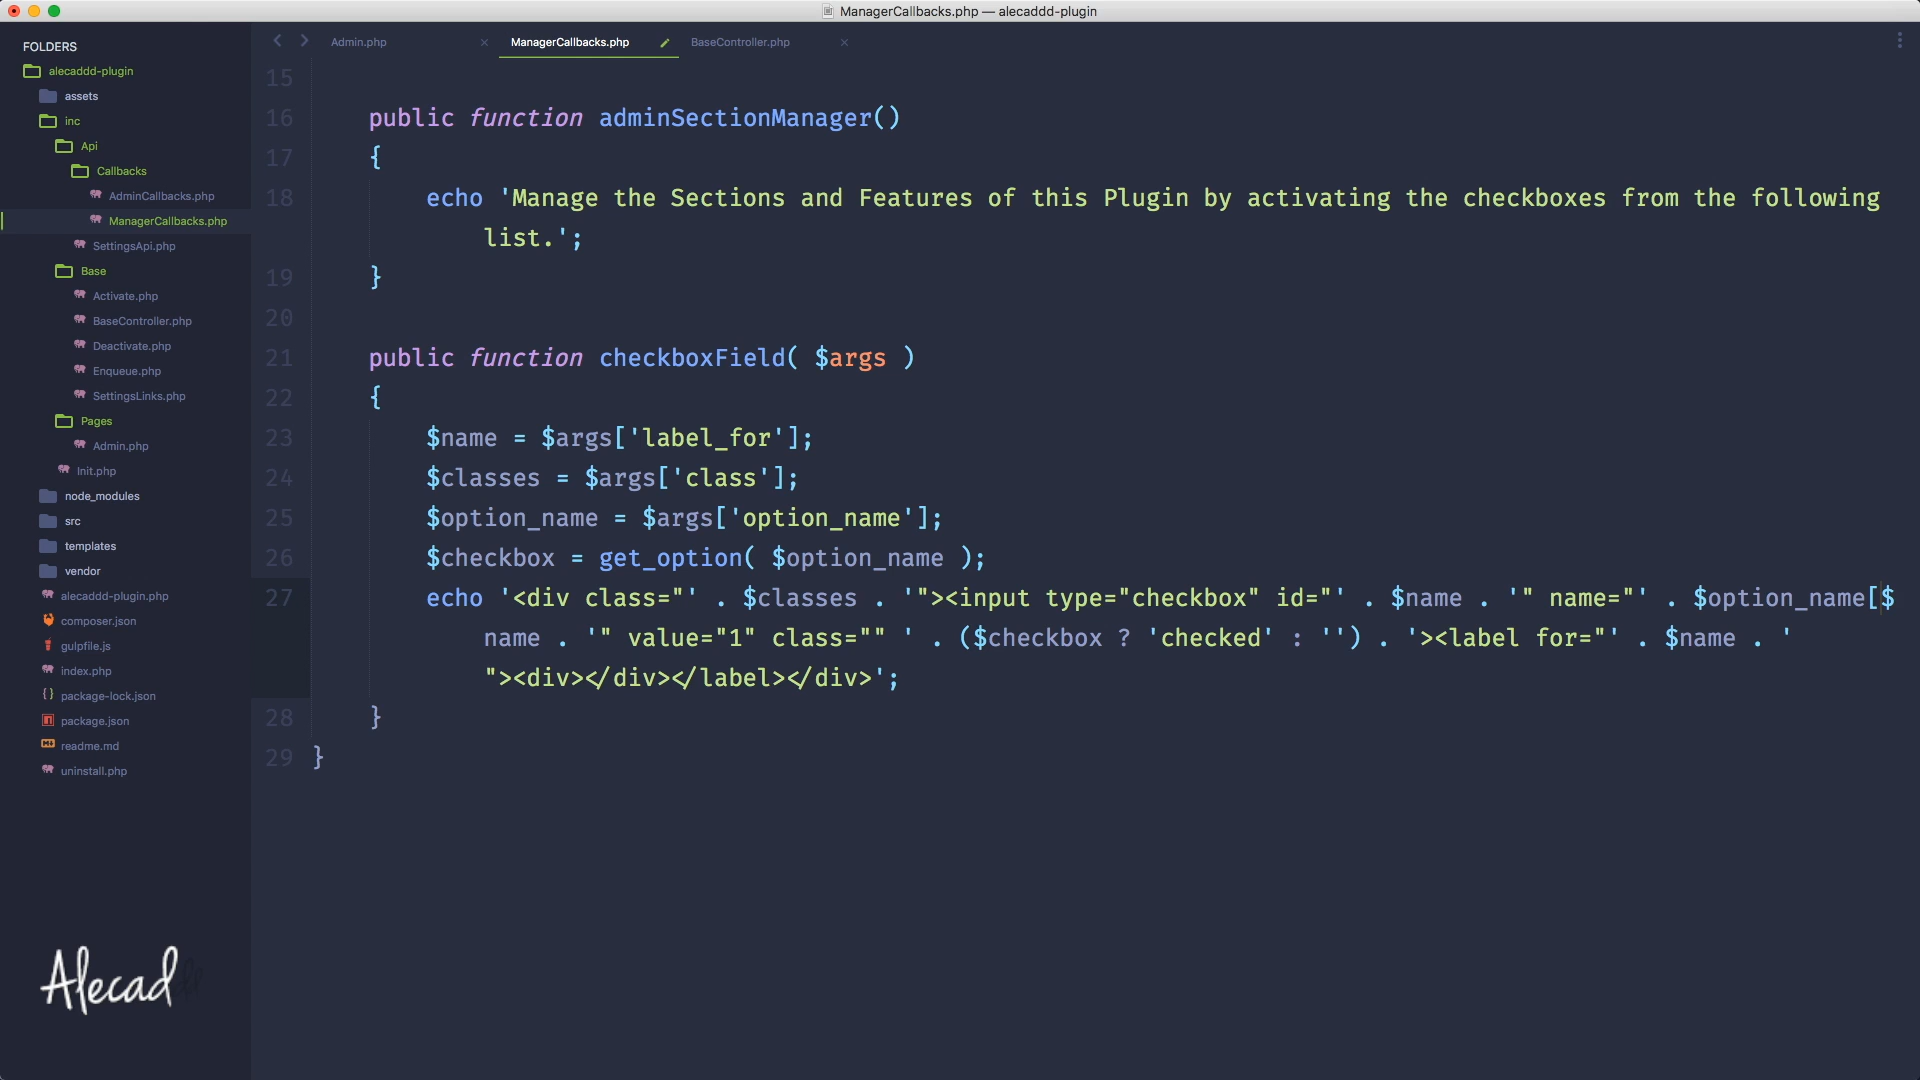 ManagerCallbacks.php — alecaddd-plugin
FOLDERS
alecaddd-plugin
assets
inc
Api
Callbacks
AdminCallbacks.php
ManagerCallbacks.php
SettingsApi.php
Base
Activate.php
BaseController.php
Deactivate.php
Enqueue.php
SettingsLinks.php
Pages
Admin.php
Init.php
node_modules
src
templates
vendor
alecaddd-plugin.php
composer.json
gulpfile.js
index.php
package-lock.json
package.json
readme.md
uninstall.php
Alecaddd
Admin.php
ManagerCallbacks.php
BaseController.php
15
16 public function adminSectionManager()
17 {
18 echo 'Manage the Sections and Features of this Plugin by activating the checkboxes from the following
list.';
19 }
20
21 public function checkboxField( $args )
22 {
23 $name = $args['label_for'];
24 $classes = $args['class'];
25 $option_name = $args['option_name'];
26 $checkbox = get_option( $option_name );
27 echo '<div class="' . $classes . '"><input type="checkbox" id="' . $name . '" name="' . $option_name[$
name . '" value="1" class="" ' . ($checkbox ? 'checked' : '') . '><label for="' . $name . '
"><div></div></label></div>';
28 }
29 }